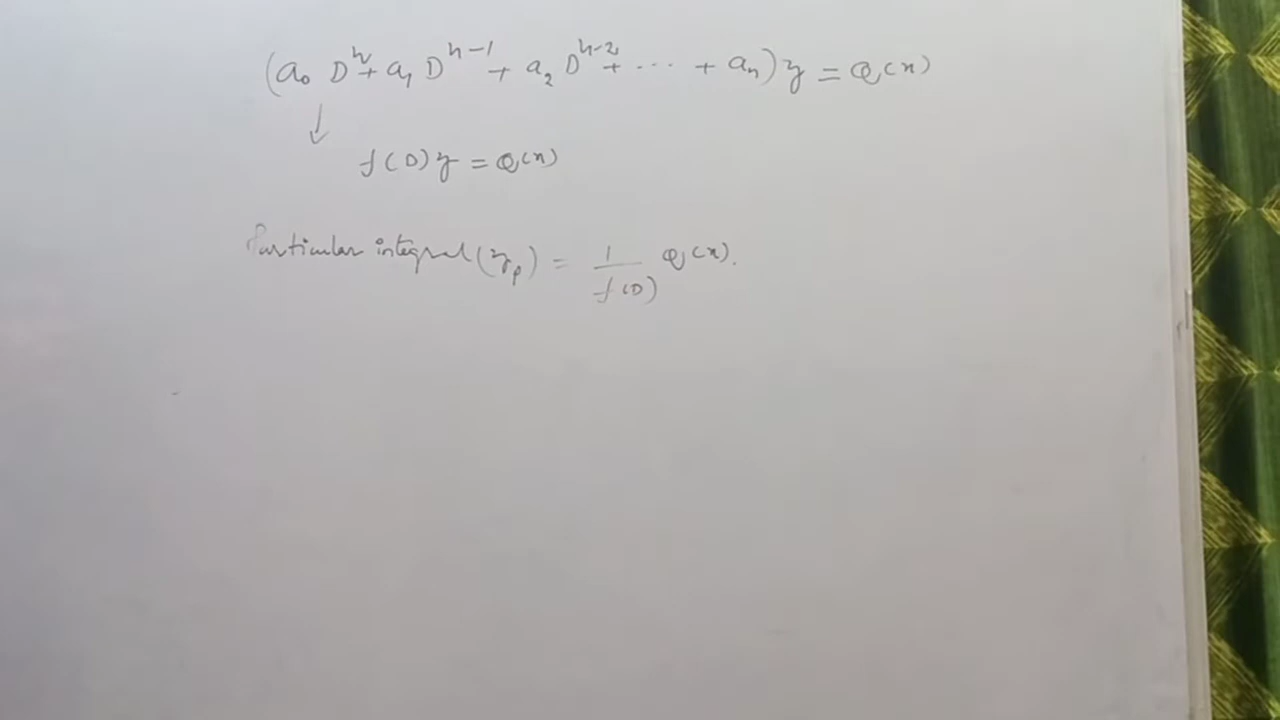 (a₀ Dⁿ + a₁ Dⁿ⁻¹ + a₂ Dⁿ⁻² + ... + aₙ) y = Q(x)
↓
f(D) y = Q(x)
Particular integral (yₚ) = 1/f(D) Q(x).